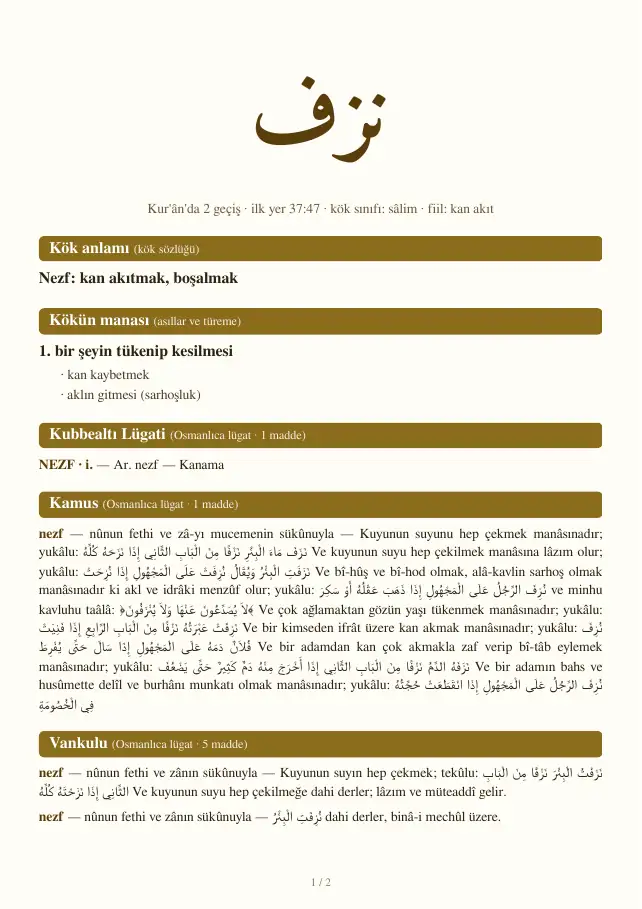 نزف
Kur'ân'da 2 geçiş · ilk yer 37:47 · kök sınıfı: sâlim · fiil: kan akıt
Kök anlamı (kök sözlüğü)
Nezf: kan akıtmak, boşalmak
Kökün manası (asıllar ve türeme)
1. bir şeyin tükenip kesilmesi
· kan kaybetmek
· aklın gitmesi (sarhoşluk)
Kubbealtı Lügati (Osmanlıca lügat · 1 madde)
NEZF · i. — Ar. nezf — Kanama
Kamus (Osmanlıca lügat · 1 madde)
nezf — nûnun fethi ve zâ-yı mucemenin sükûnuyla — Kuyunun suyunu hep çekmek manâsınadır;
yukâlu: نَزَف مَاءَ الْبِئْرِ نَزْفًا مِنَ الْبَابِ الثَّانِي إِذَا نَزَحَهُ كُلَّهُ Ve kuyunun suyu hep çekilmek manâsına lâzım olur;
yukâlu: نَزَفَتِ الْبِئْرُ وَيُقَالُ نُزِفَتْ عَلَى الْمَجْهُولِ إِذَا نُزِحَتْ Ve bî-hûş ve bî-hod olmak, alâ-kavlin sarhoş olmak
manâsınadır ki akl ve idrâki menzûf olur; yukâlu: نُزِفَ الرَّجُلُ عَلَى الْمَجْهُولِ إِذَا ذَهَبَ عَقْلُهُ أَوْ سَكِرَ ve minhu
kavluhu taâlâ: ﴿لاَ يُصَدَّعُونَ عَنْهَا وَلاَ يُنْزَفُونَ﴾ Ve çok ağlamaktan gözün yaşı tükenmek manâsınadır; yukâlu:
نَزِفَتْ عَبْرَتُهُ نَزْفًا مِنَ الْبَابِ الرَّابِعِ إِذَا فَنِيَتْ Ve bir kimseden ifrât üzere kan akmak manâsınadır; yukâlu: نُزِفَ
فُلاَنٌ دَمَهُ عَلَى الْمَجْهُولِ إِذَا سَالَ حَتَّى يُفْرِطَ Ve bir adamdan kan çok akmakla zaf verip bî-tâb eylemek
manâsınadır; yukâlu: نَزَفَهُ الدَّمُ نَزْفًا مِنَ الْبَابِ الثَّانِي إِذَا أَخْرَجَ مِنْهُ دَمٌ كَثِيرٌ حَتَّى يَضْعُفَ Ve bir adamın bahs ve
husûmette delîl ve burhânı munkatı olmak manâsınadır; yukâlu: نُزِفَ الرَّجُلُ عَلَى الْمَجْهُولِ إِذَا انْقَطَعَتْ حُجَّتُهُ
فِي الْخُصُومَةِ
Vankulu (Osmanlıca lügat · 5 madde)
nezf — nûnun fethi ve zânın sükûnuyla — Kuyunun suyın hep çekmek; tekûlu: نَزَفْتُ الْبِئْرَ نَزْفًا مِنَ الْبَابِ
الثَّانِي إِذَا نَزَحْتَهُ كُلَّهُ Ve kuyunun suyu hep çekilmeğe dahi derler; lâzım ve müteaddî gelir.
nezf — nûnun fethi ve zânın sükûnuyla — نُزِفَتِ الْبِئْرُ dahi derler, binâ-i mechûl üzere.
1 / 2